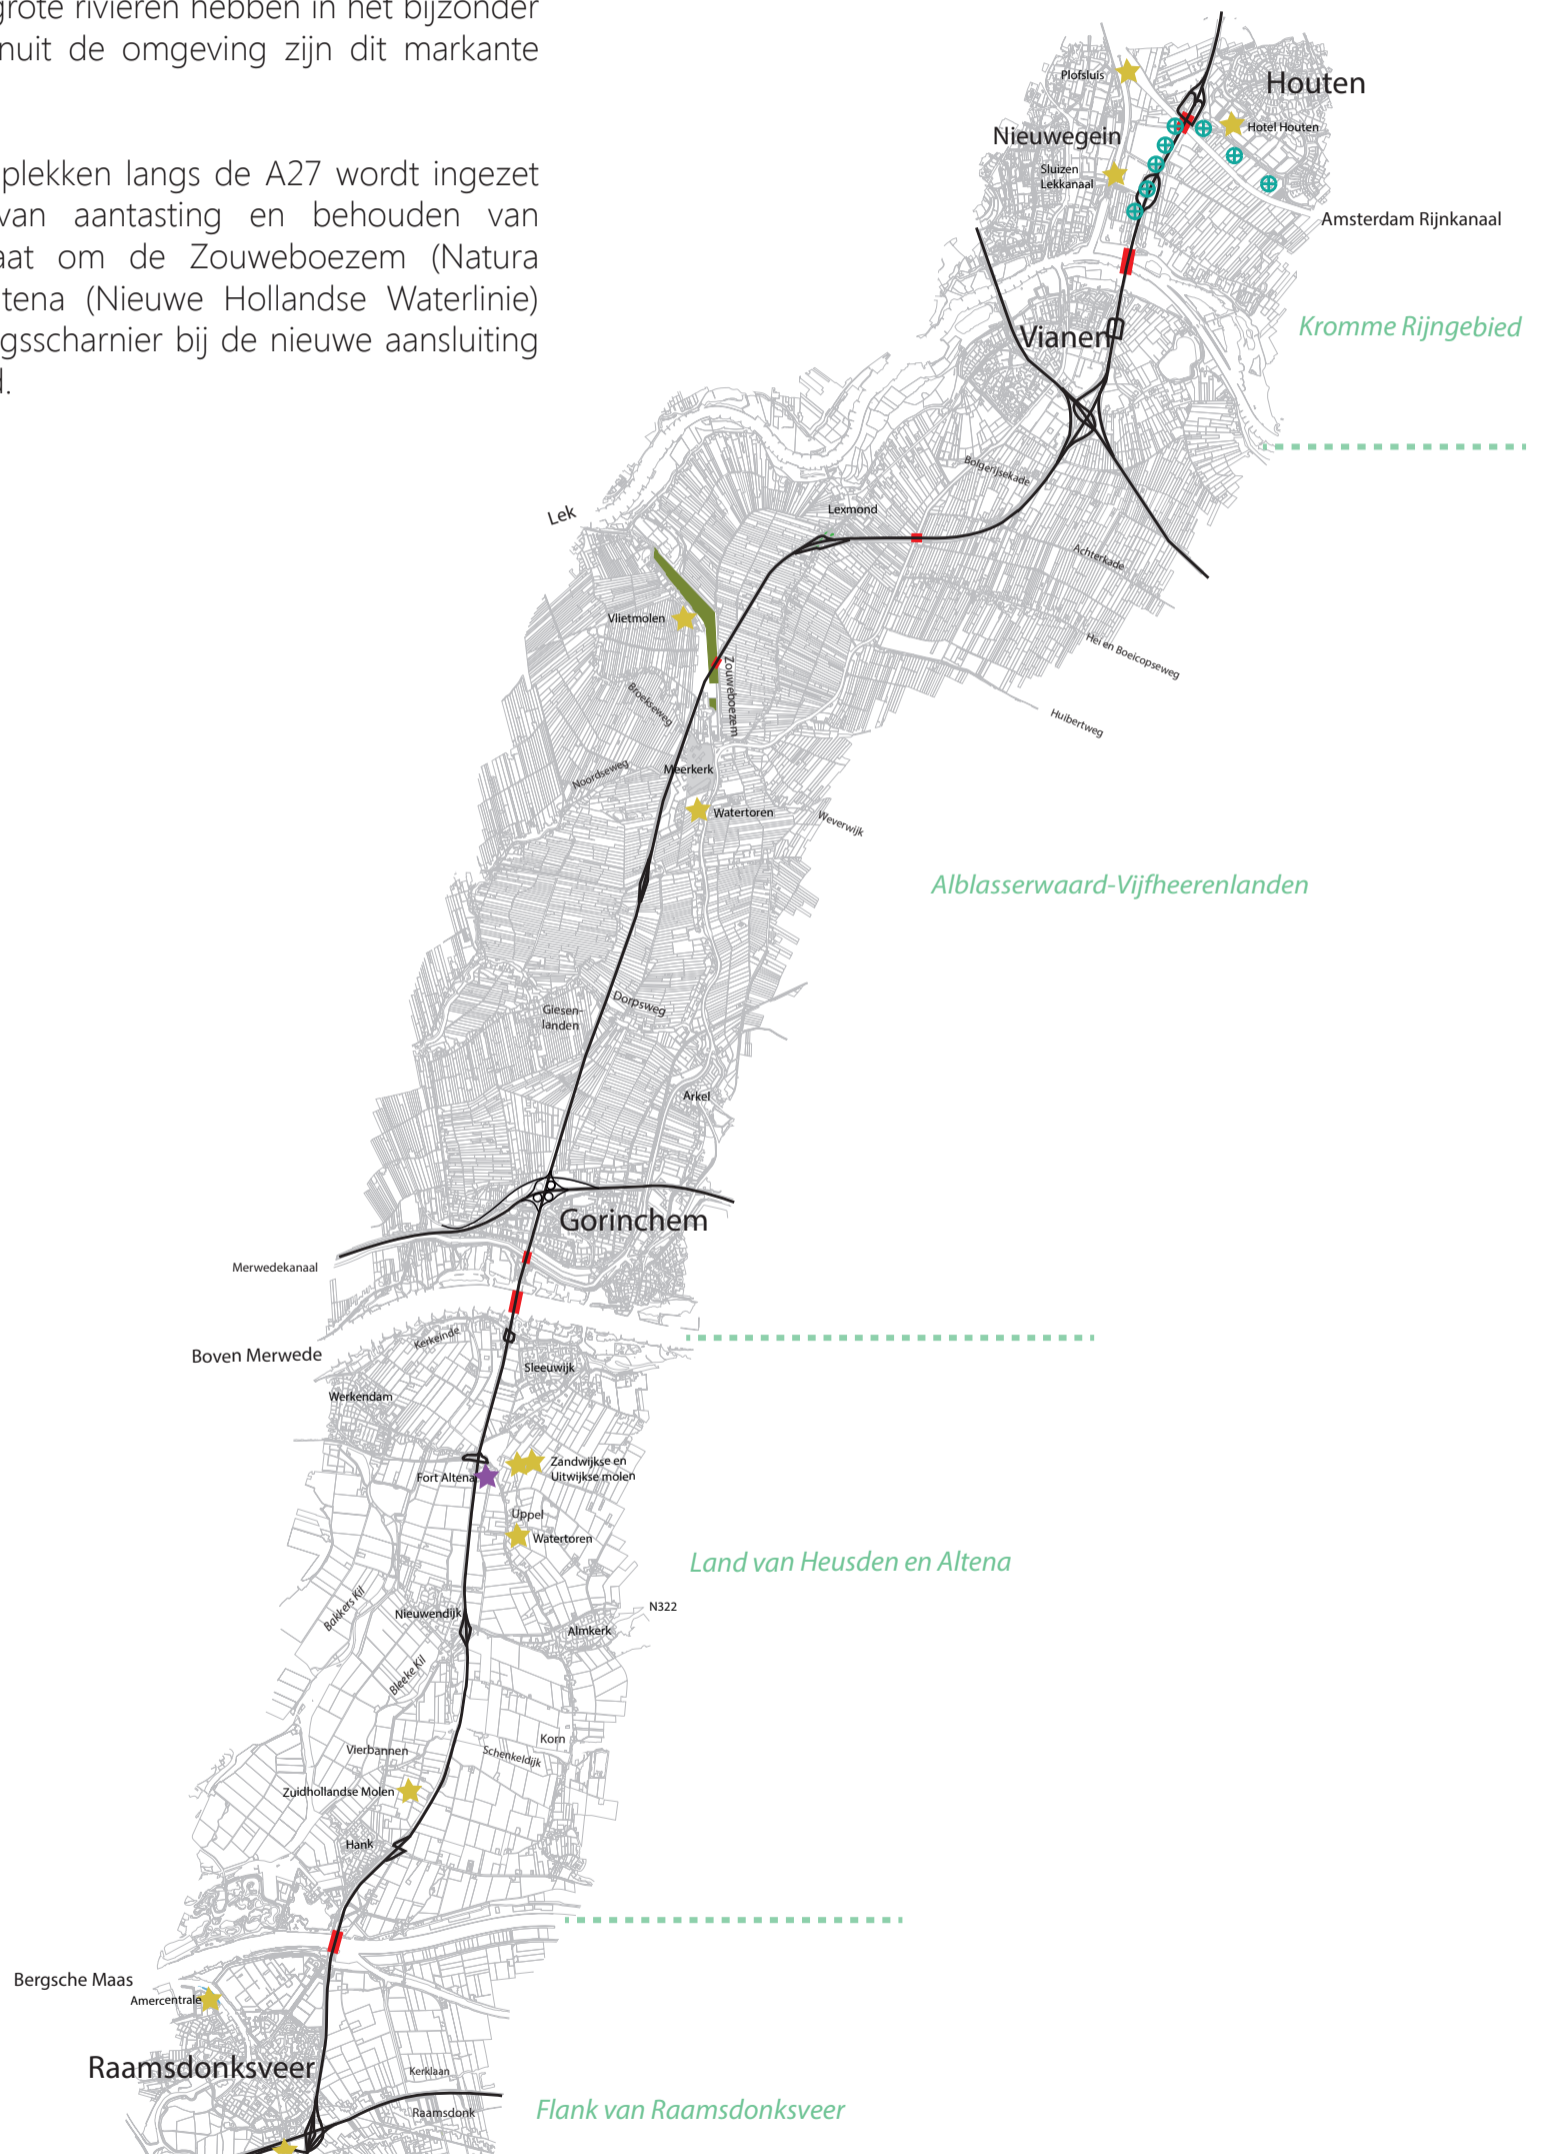 grote rivieren hebben in het bijzonder
nuit de omgeving zijn dit markante
plekken langs de A27 wordt ingezet
van aantasting en behouden van
aat om de Zouweboezem (Natura
ltena (Nieuwe Hollandse Waterlinie)
gsscharnier bij de nieuwe aansluiting
d.
Plofsluis
Houten
Hotel Houten
Nieuwegein
Sluizen
Lekkanaal
Amsterdam Rijnkanaal
Kromme Rijngebied
Vianen
Bolgerijsekade
Lek
Lexmond
Achterkade
Vlietmolen
Hei en Boeicopseweg
Zouweboezem
Broekseweg
Huibertweg
Noordseweg
Meerkerk
Watertoren
Weverwijk
Alblasserwaard-Vijfheerenlanden
Giesen-
landen
Dorpsweg
Arkel
Gorinchem
Merwedekanaal
Kerkeinde
Boven Merwede
Sleeuwijk
Werkendam
Zandwijkse en
Uitwijkse molen
Fort Altena
Uppel
Watertoren
Land van Heusden en Altena
Bakkers Kil
Nieuwendijk
N322
Almkerk
Bleeke Kil
Korn
Vierbannen
Schenkeldijk
Zuidhollandse Molen
Hank
Bergsche Maas
Amercentrale
Raamsdonksveer
Kerklaan
Raamsdonk
Flank van Raamsdonksveer